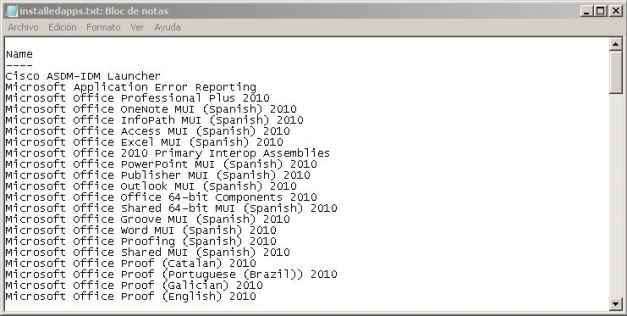 installedapps.txt: Bloc de notas
Archivo Edición Formato Ver Ayuda
Name
----
Cisco ASDM-IDM Launcher
Microsoft Application Error Reporting
Microsoft Office Professional Plus 2010
Microsoft Office OneNote MUI (Spanish) 2010
Microsoft Office InfoPath MUI (Spanish) 2010
Microsoft Office Access MUI (Spanish) 2010
Microsoft Office Excel MUI (Spanish) 2010
Microsoft Office 2010 Primary Interop Assemblies
Microsoft Office PowerPoint MUI (Spanish) 2010
Microsoft Office Publisher MUI (Spanish) 2010
Microsoft Office Outlook MUI (Spanish) 2010
Microsoft Office Office 64-bit Components 2010
Microsoft Office Shared 64-bit MUI (Spanish) 2010
Microsoft Office Groove MUI (Spanish) 2010
Microsoft Office Word MUI (Spanish) 2010
Microsoft Office Proofing (Spanish) 2010
Microsoft Office Shared MUI (Spanish) 2010
Microsoft Office Proof (Catalan) 2010
Microsoft Office Proof (Portuguese (Brazil)) 2010
Microsoft Office Proof (Galician) 2010
Microsoft Office Proof (English) 2010